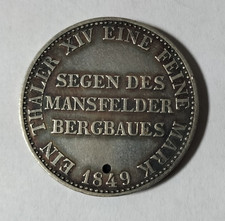 EIN THALER XIV EINE FEINE MARK
SEGEN DES
MANSFELDER
BERGBAUES
1849